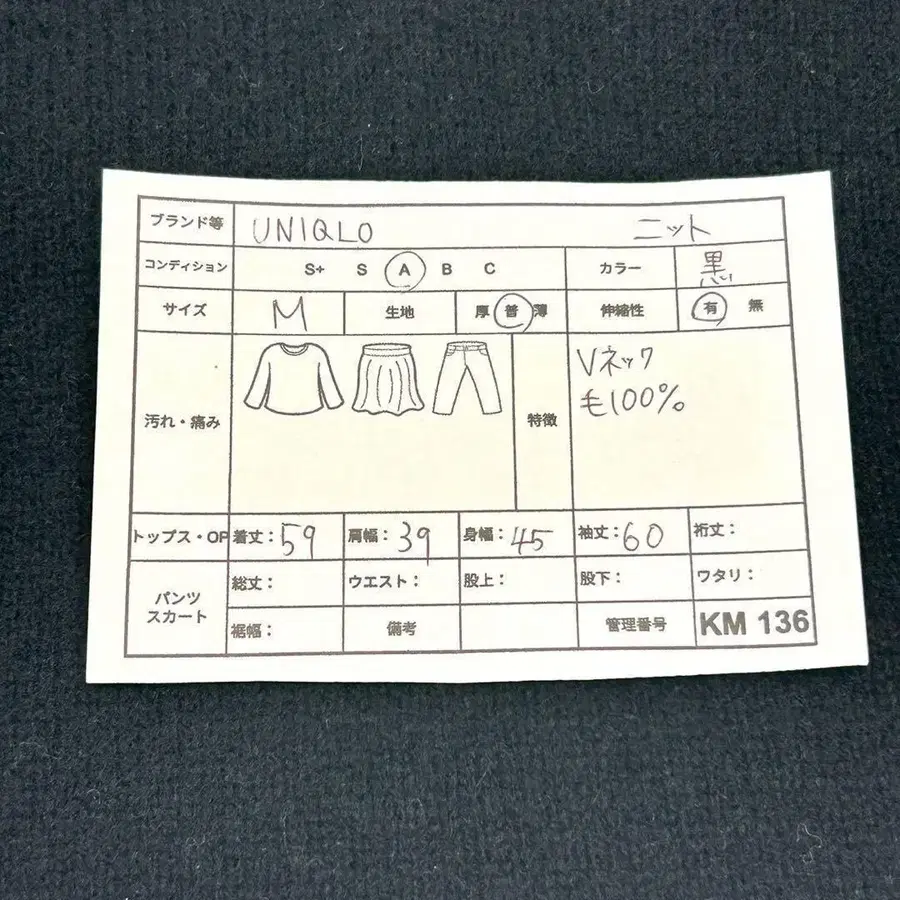 ブランド等 UNIQLO ニット
コンディション S+ S A B C カラー 黒
サイズ M 生地 厚 普 薄 伸縮性 有 無
汚れ・痛み 特徴 Vネック
毛100%
トップス・OP 着丈：59 肩幅：39 身幅：45 袖丈：60 裄丈：
パンツ スカート 総丈： ウエスト： 股上： 股下： ワタリ：
裾幅： 備考 管理番号 KM 136